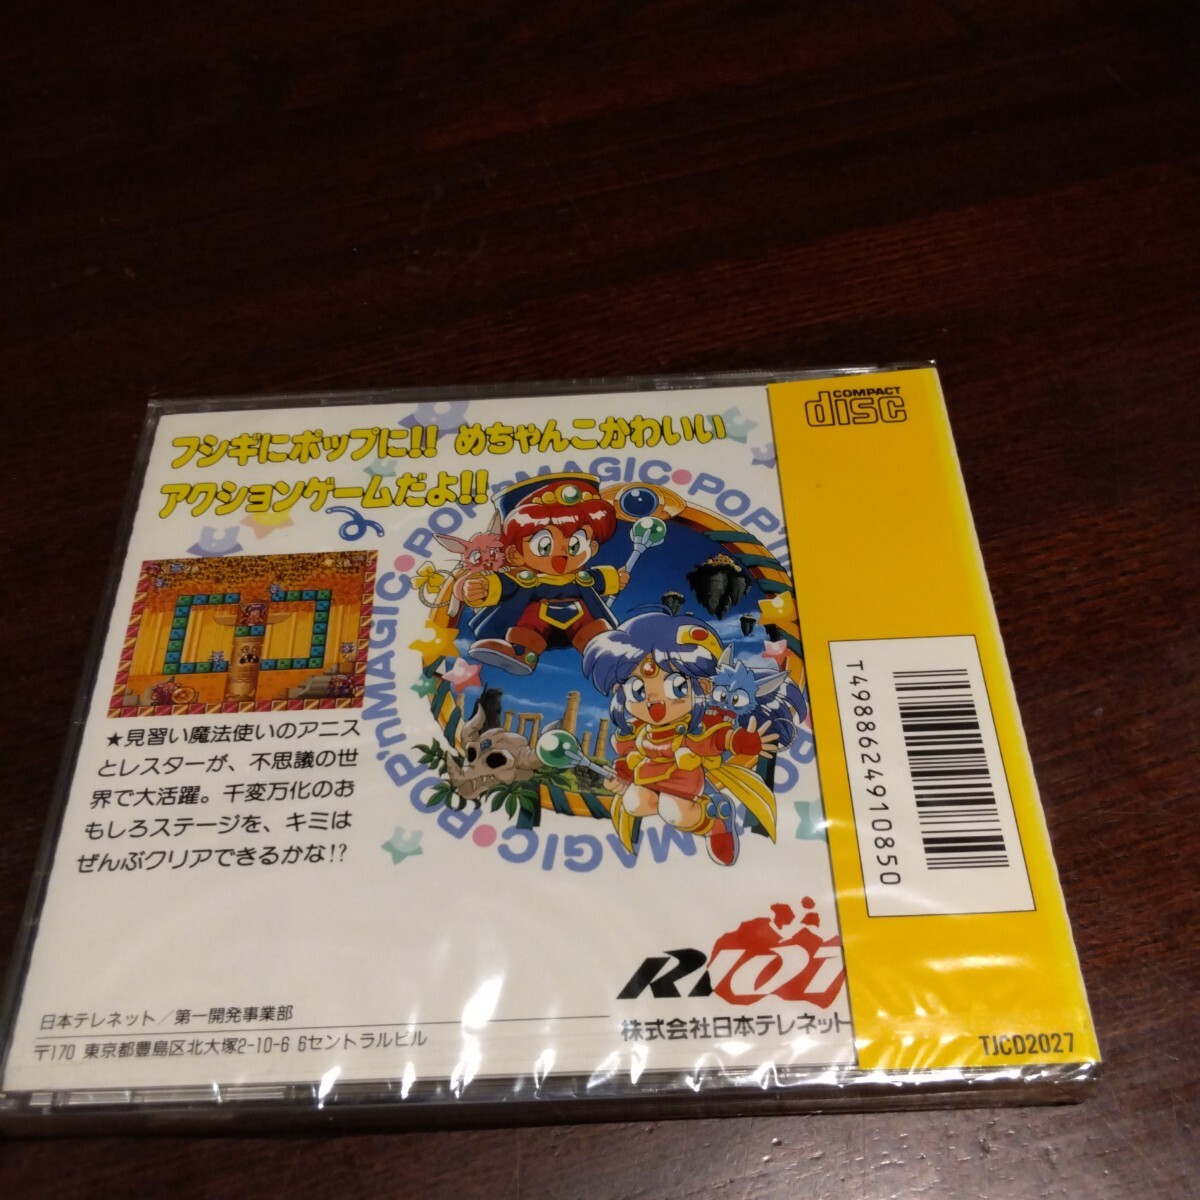 フシギにポップに!! めちゃんこかわいい
アクションゲームだよ!!
COMPACT
disc
POP'nMAGIC•POP'nMAGIC•POP'n
MAGIC•POP'nMAGIC
★見習い魔法使いのアニス
とレスターが、不思議の世
界で大活躍。千変万化のお
もしろステージを、キミは
ぜんぶクリアできるかな!?
T4988624910850
RIOT
株式会社日本テレネット
日本テレネット/第一開発事業部
〒170 東京都豊島区北大塚2-10-6 6セントラルビル
TJCD2027